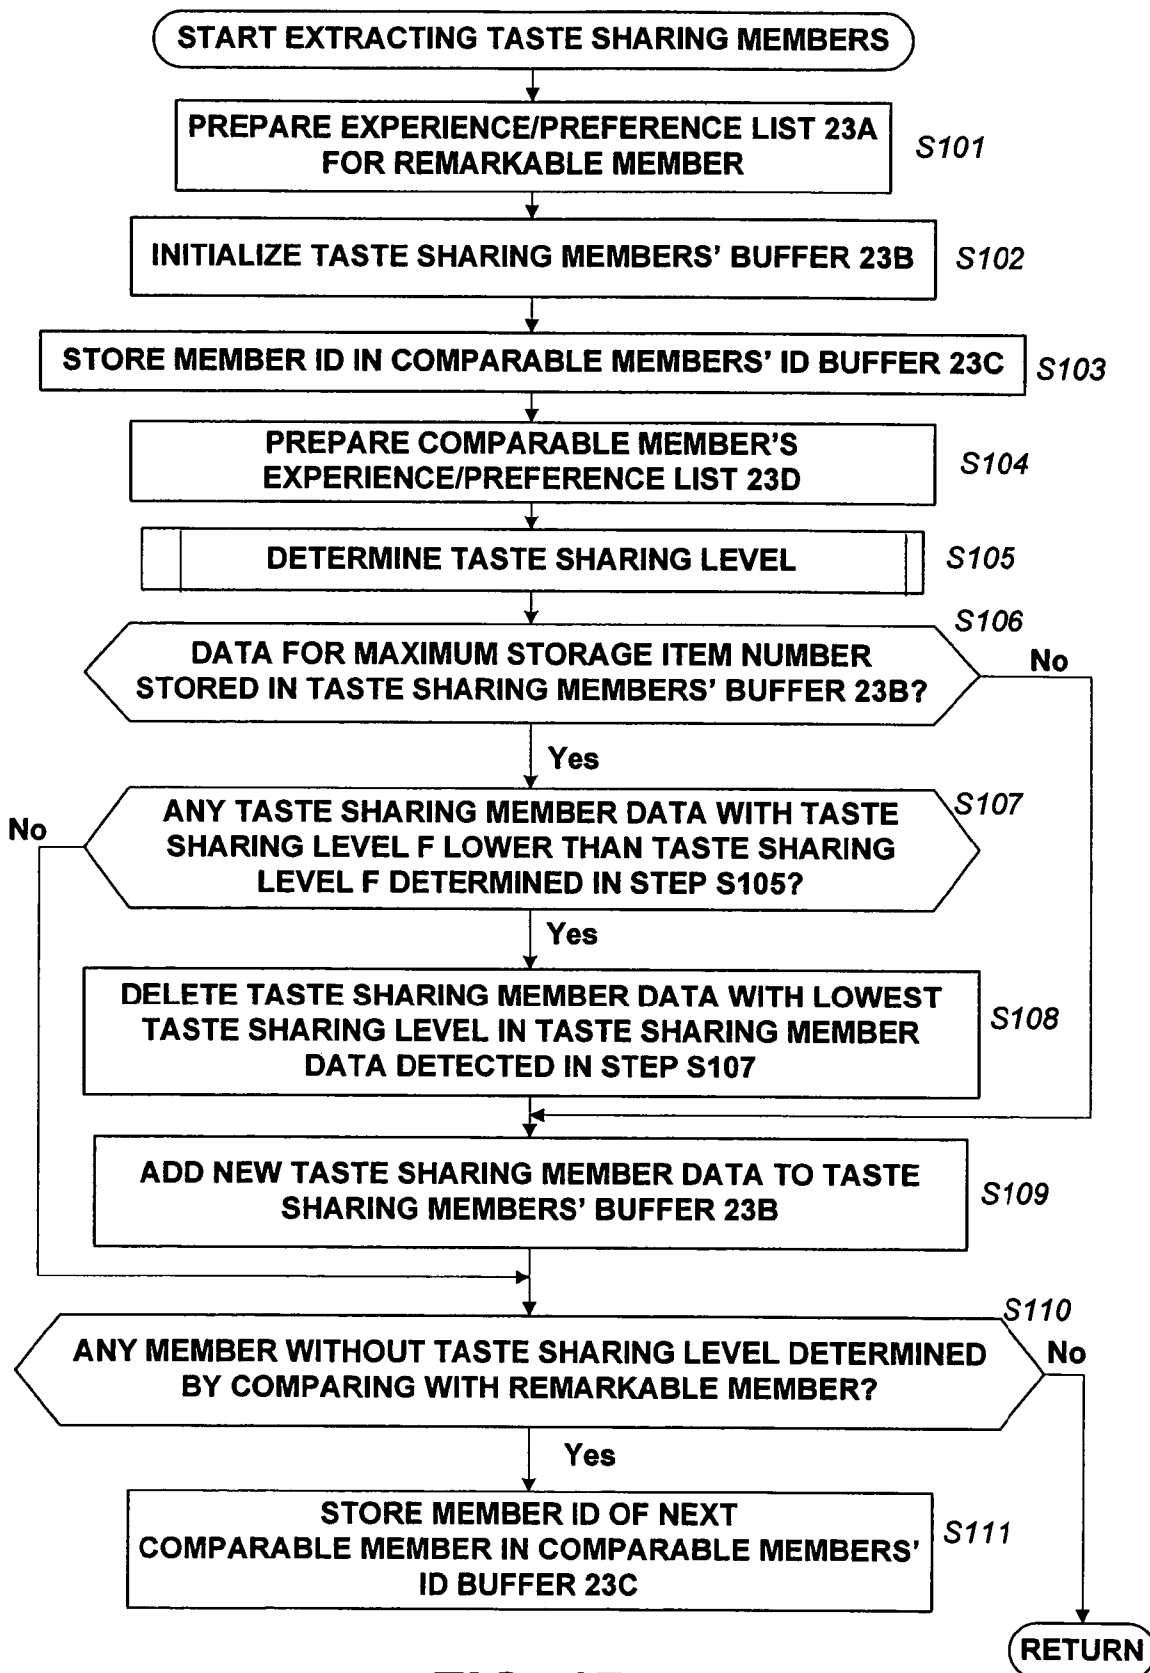 START EXTRACTING TASTE SHARING MEMBERS
PREPARE EXPERIENCE/PREFERENCE LIST 23A
FOR REMARKABLE MEMBER
S101
INITIALIZE TASTE SHARING MEMBERS' BUFFER 23B
S102
STORE MEMBER ID IN COMPARABLE MEMBERS' ID BUFFER 23C
S103
PREPARE COMPARABLE MEMBER'S
EXPERIENCE/PREFERENCE LIST 23D
S104
DETERMINE TASTE SHARING LEVEL
S105
S106
DATA FOR MAXIMUM STORAGE ITEM NUMBER
STORED IN TASTE SHARING MEMBERS' BUFFER 23B?
No
Yes
S107
ANY TASTE SHARING MEMBER DATA WITH TASTE
SHARING LEVEL F LOWER THAN TASTE SHARING
LEVEL F DETERMINED IN STEP S105?
No
Yes
DELETE TASTE SHARING MEMBER DATA WITH LOWEST
TASTE SHARING LEVEL IN TASTE SHARING MEMBER
DATA DETECTED IN STEP S107
S108
ADD NEW TASTE SHARING MEMBER DATA TO TASTE
SHARING MEMBERS' BUFFER 23B
S109
S110
ANY MEMBER WITHOUT TASTE SHARING LEVEL DETERMINED
BY COMPARING WITH REMARKABLE MEMBER?
No
Yes
STORE MEMBER ID OF NEXT
COMPARABLE MEMBER IN COMPARABLE MEMBERS'
ID BUFFER 23C
S111
RETURN